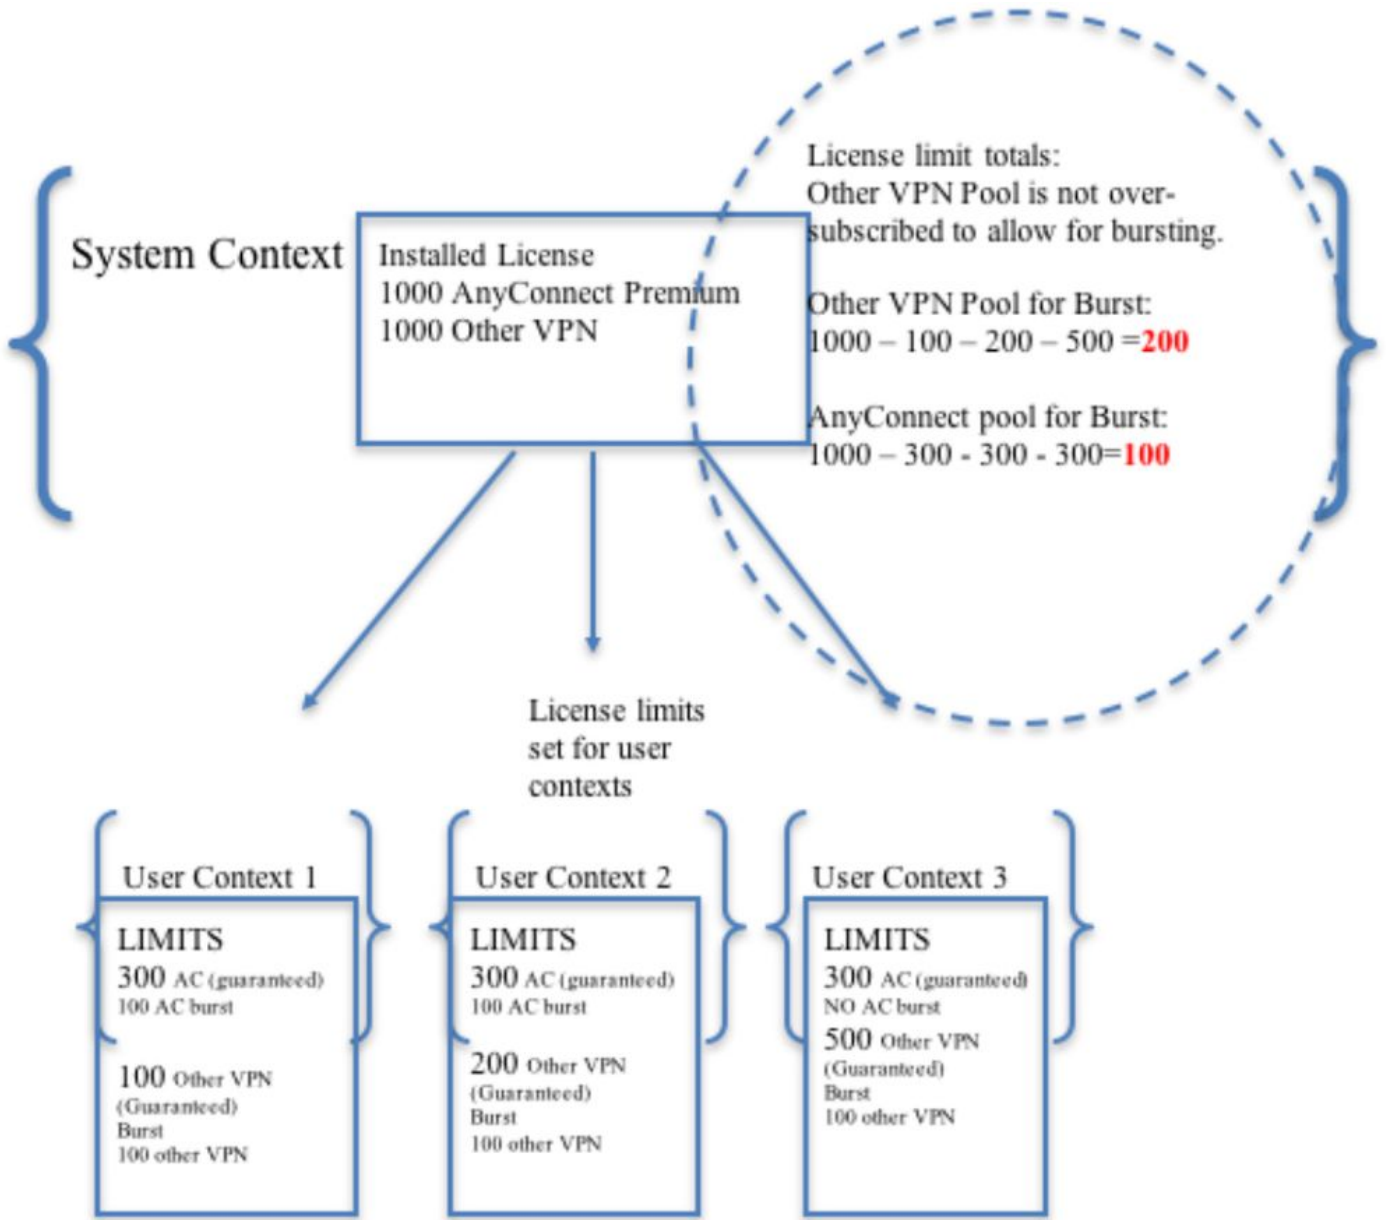 System Context
Installed License
1000 AnyConnect Premium
1000 Other VPN
License limit totals:
Other VPN Pool is not over-
subscribed to allow for bursting.
Other VPN Pool for Burst:
1000 – 100 – 200 – 500 =200
AnyConnect pool for Burst:
1000 – 300 - 300 - 300=100
License limits
set for user
contexts
User Context 1
LIMITS
300 AC (guaranteed)
100 AC burst
100 Other VPN
(Guaranteed)
Burst
100 other VPN
User Context 2
LIMITS
300 AC (guaranteed)
100 AC burst
200 Other VPN
(Guaranteed)
Burst
100 other VPN
User Context 3
LIMITS
300 AC (guaranteed)
NO AC burst
500 Other VPN
(Guaranteed)
Burst
100 other VPN